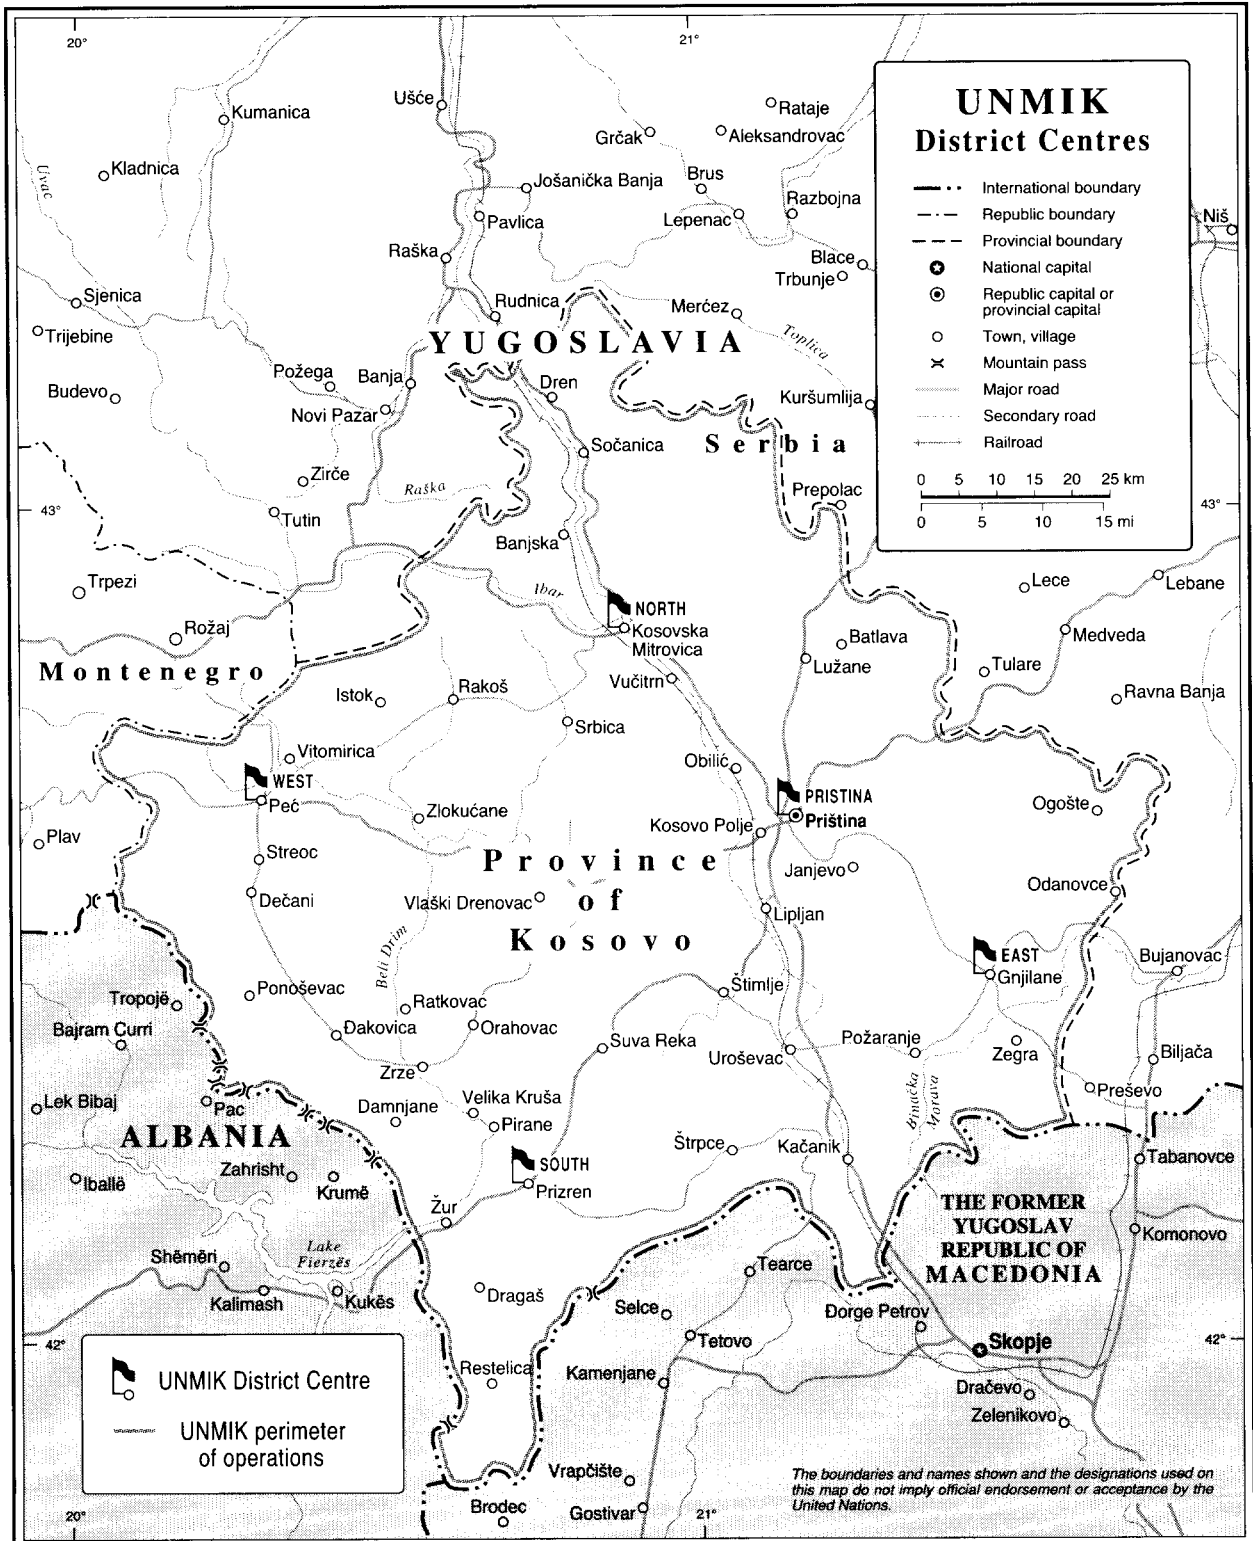 20°
21°
UNMIK
District Centres
International boundary
Republic boundary
Provincial boundary
National capital
Republic capital or
provincial capital
Town, village
Mountain pass
Major road
Secondary road
Railroad
0 5 10 15 20 25 km
0 5 10 15 mi
Ušće
Kumanica
Rataje
Grčak
Aleksandrovac
Kladnica
Uvac
Jošanička Banja
Brus
Razbojna
Pavlica
Lepenac
Niš
Raška
Blace
Trbunje
Sjenica
Rudnica
Merćez
Trijebine
YUGOSLAVIA
Toplica
Požega
Banja
Dren
Budevo
Novi Pazar
Kuršumlija
Sočanica
Serbia
Zirče
Raška
Prepolac
43°
43°
Tutin
Banjska
Trpezi
Ibar
Lece
Lebane
NORTH
Kosovska
Mitrovica
Rožaj
Batlava
Medveda
Montenegro
Lužane
Tulare
Vučitrn
Istok
Rakoš
Ravna Banja
Srbica
Vitomirica
Obilić
WEST
Peć
PRISTINA
Priština
Zlokućane
Ogošte
Kosovo Polje
Plav
Streoc
Province
of
Kosovo
Janjevo
Dečani
Vlaški Drenovac
Odanovce
Lipljan
Beli Drim
EAST
Gnjilane
Bujanovac
Ponoševac
Štimlje
Tropojë
Ratkovac
Bajram Curri
Đakovica
Orahovac
Suva Reka
Uroševac
Požaranje
Zegra
Biljača
Zrze
Lek Bibaj
Pac
Damnjane
Velika Kruša
Pirane
Binačka
Morava
Preševo
ALBANIA
Štrpce
Kačanik
Tabanovce
Zahrisht
Krumë
SOUTH
Prizren
Iballë
Žur
THE FORMER
YUGOSLAV
REPUBLIC OF
MACEDONIA
Komonovo
Shëmëri
Lake
Fierzës
Tearce
Kalimash
Kukës
Dragaš
Selce
Đorge Petrov
42°
42°
Tetovo
Skopje
UNMIK District Centre
Restelica
Kamenjane
Dračevo
Zelenikovo
UNMIK perimeter
of operations
Vrapčište
Brodec
Gostivar
The boundaries and names shown and the designations used on
this map do not imply official endorsement or acceptance by the
United Nations.
20°
21°